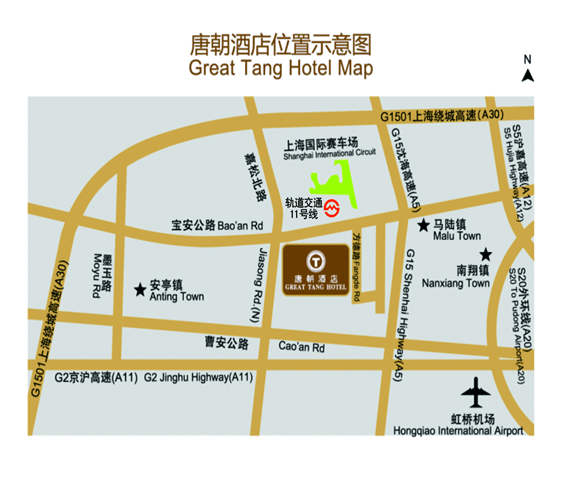 唐朝酒店位置示意图
Great Tang Hotel Map
N
G1501上海绕城高速(A30)
上海国际赛车场
Shanghai International Circuit
嘉松北路
G15沈海高速(A5)
S5沪嘉高速(A12)
S5 Hujia Highway(A12)
轨道交通
11号线
宝安公路 Bao'an Rd
马陆镇
Malu Town
方德路 Fangde Rd
墨玉路
Moyu Rd
Jiasong Rd.(N)
T
唐朝酒店
GREAT TANG HOTEL
南翔镇
Nanxiang Town
安亭镇
Anting Town
G15 Shenhai Highway(A5)
S20外环线(A20)
S20 To Pudong Airport(A20)
G1501上海绕城高速(A30)
曹安公路
Cao'an Rd
G2京沪高速(A11) G2 Jinghu Highway(A11)
虹桥机场
Hongqiao International Airport